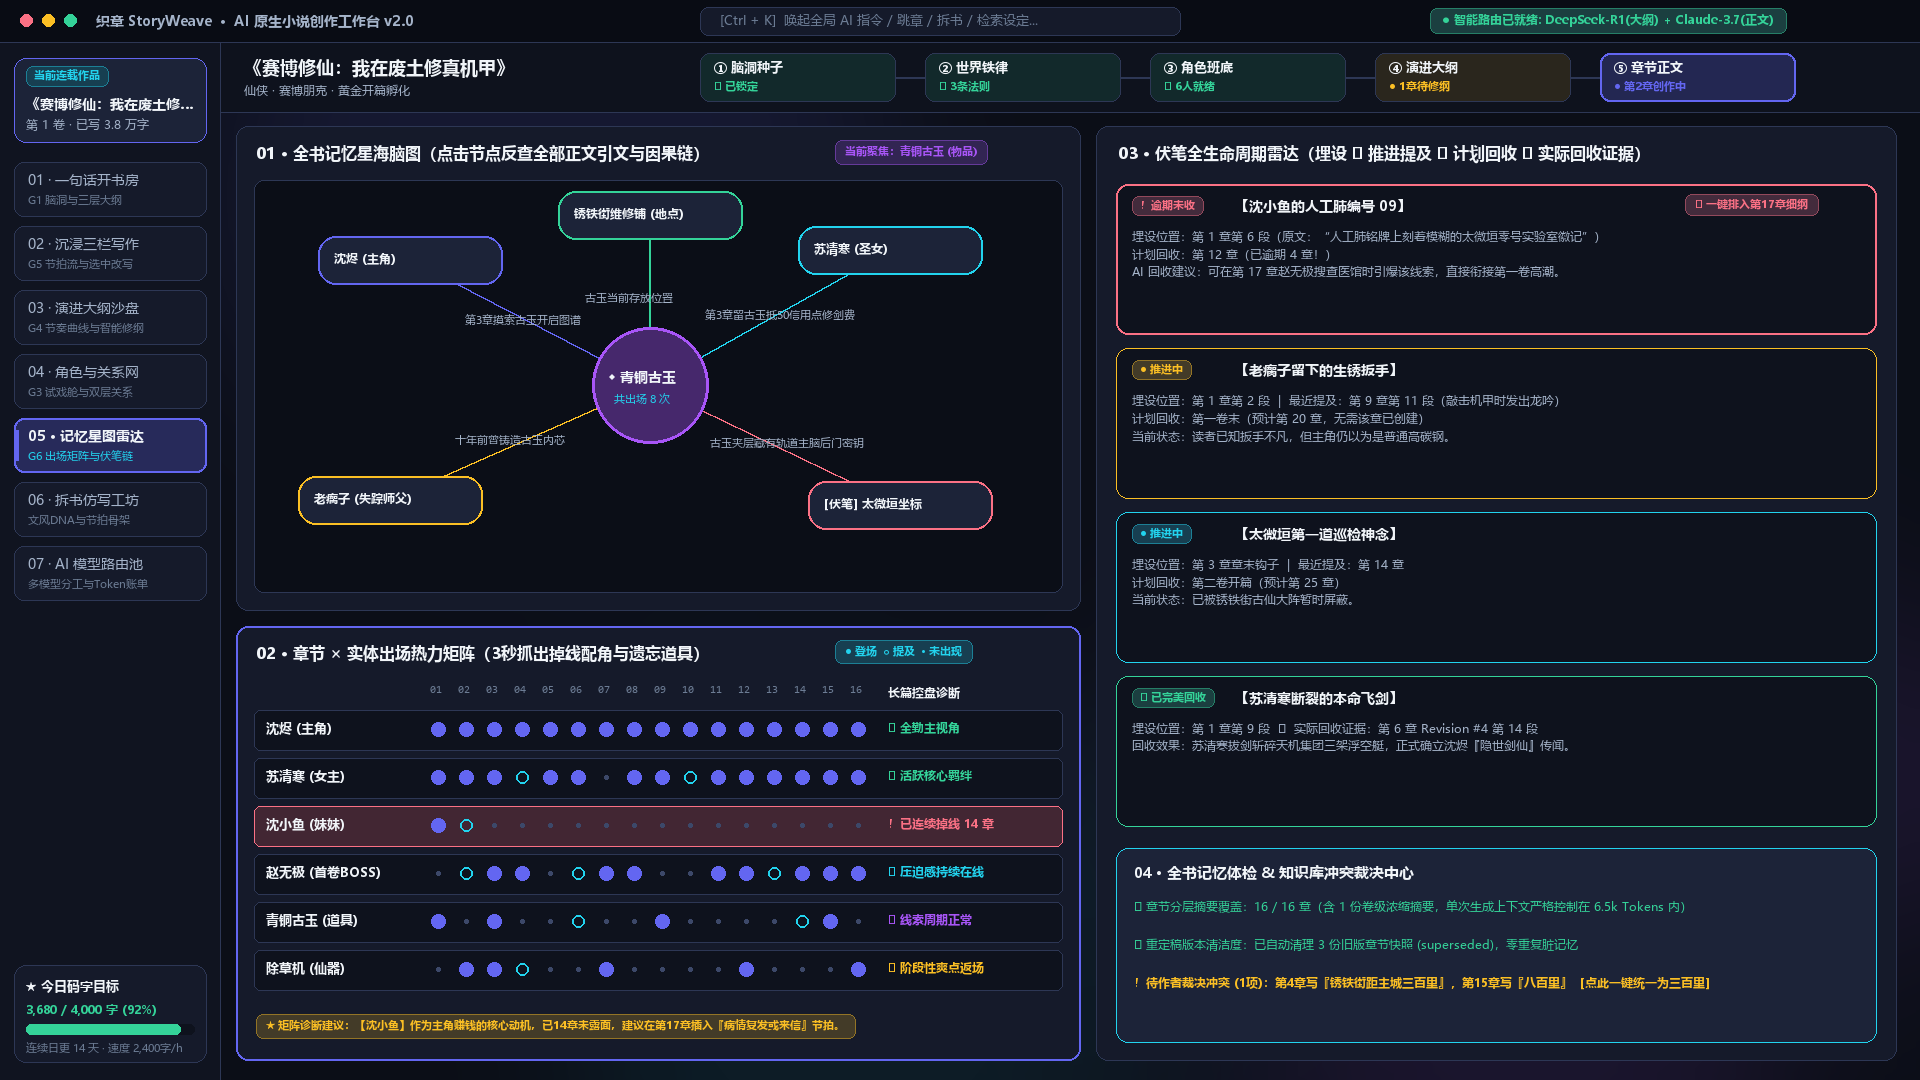 织章 StoryWeave • AI 原生小说创作工作台 v2.0
[Ctrl + K] 唤起全局 AI 指令 / 跳章 / 拆书 / 检索设定...
• 智能路由已就绪: DeepSeek-R1(大纲) + Claude-3.7(正文)
当前连载作品
《赛博修仙：我在废土修...
第 1 卷 · 已写 3.8 万字
01 · 一句话开书房
G1 脑洞与三层大纲
02 · 沉浸三栏写作
G5 节拍流与选中改写
03 · 演进大纲沙盘
G4 节奏曲线与智能修纲
04 · 角色与关系网
G3 试戏舱与双层关系
05 • 记忆星图雷达
G6 出场矩阵与伏笔链
06 · 拆书仿写工坊
文风DNA与节拍骨架
07 · AI 模型路由池
多模型分工与Token账单
★ 今日码字目标
3,680 / 4,000 字 (92%)
连续日更 14 天 · 速度 2,400字/h
《赛博修仙：我在废土修真机甲》
仙侠 · 赛博朋克 · 黄金开篇孵化
① 脑洞种子
已锁定
② 世界铁律
3条法则
③ 角色班底
6人就绪
④ 演进大纲
• 1章待修纲
⑤ 章节正文
• 第2章创作中
01 • 全书记忆星海脑图（点击节点反查全部正文引文与因果链）
当前聚焦：青铜古玉 (物品)
锈铁街维修铺 (地点)
沈烬 (主角)
苏清寒 (圣女)
古玉当前存放位置
第3章摸索古玉开启图谱
第3章留古玉抵50信用点修剑费
◆ 青铜古玉
共出场 8 次
十年前曾铸造古玉内芯
古玉夹层藏有轨道主脑后门密钥
老瘸子 (失踪师父)
[伏笔] 太微垣坐标
02 • 章节 × 实体出场热力矩阵（3秒抓出掉线配角与遗忘道具）
• 登场 ○ 提及 • 未出现
01 02 03 04 05 06 07 08 09 10 11 12 13 14 15 16 长篇控盘诊断
沈烬 (主角) 全勤主视角
苏清寒 (女主) 活跃核心羁绊
沈小鱼 (妹妹) ! 已连续掉线 14 章
赵无极 (首卷BOSS) 压迫感持续在线
青铜古玉 (道具) 线索周期正常
除草机 (仙器) 阶段性爽点返场
★ 矩阵诊断建议：【沈小鱼】作为主角赚钱的核心动机，已14章未露面，建议在第17章插入『病情复发或来信』节拍。
03 • 伏笔全生命周期雷达（埋设 推进提及 计划回收 实际回收证据）
! 逾期未收
【沈小鱼的人工肺编号 09】
一键排入第17章细纲
埋设位置：第 1 章第 6 段（原文：“人工肺铭牌上刻着模糊的太微垣零号实验室徽记”）
计划回收：第 12 章（已逾期 4 章！）
AI 回收建议：可在第 17 章赵无极搜查医馆时引爆该线索，直接衔接第一卷高潮。
• 推进中
【老瘸子留下的生锈扳手】
埋设位置：第 1 章第 2 段 | 最近提及：第 9 章第 11 段（敲击机甲时发出龙吟）
计划回收：第一卷末（预计第 20 章，无需该章已创建）
当前状态：读者已知扳手不凡，但主角仍以为是普通高碳钢。
• 推进中
【太微垣第一道巡检神念】
埋设位置：第 3 章章末钩子 | 最近提及：第 14 章
计划回收：第二卷开篇（预计第 25 章）
当前状态：已被锈铁街古仙大阵暂时屏蔽。
已完美回收
【苏清寒断裂的本命飞剑】
埋设位置：第 1 章第 9 段 实际回收证据：第 6 章 Revision #4 第 14 段
回收效果：苏清寒拔剑斩碎天机集团三架浮空艇，正式确立沈烬『隐世剑仙』传闻。
04 • 全书记忆体检 & 知识库冲突裁决中心
章节分层摘要覆盖：16 / 16 章（含 1 份卷级浓缩摘要，单次生成上下文严格控制在 6.5k Tokens 内）
重定稿版本清洁度：已自动清理 3 份旧版章节快照 (superseded)，零重复脏记忆
! 待作者裁决冲突 (1项)：第4章写『锈铁街距主城三百里』，第15章写『八百里』 [点此一键统一为三百里]